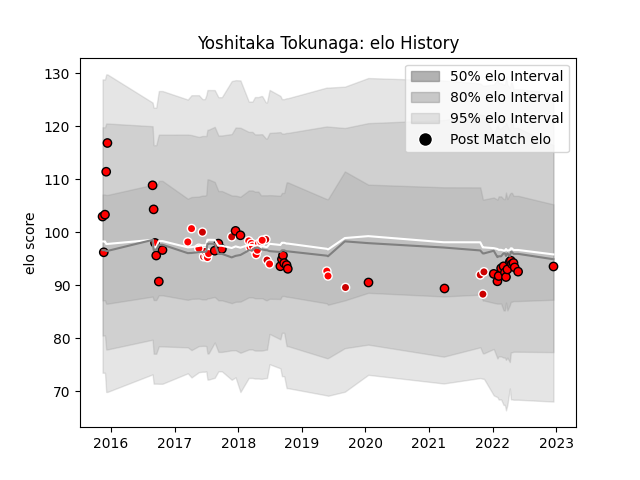 Yoshitaka Tokunaga: elo History
50% elo Interval
80% elo Interval
95% elo Interval
Post Match elo
elo score
130
120
110
100
90
80
70
2016 2017 2018 2019 2020 2021 2022 2023